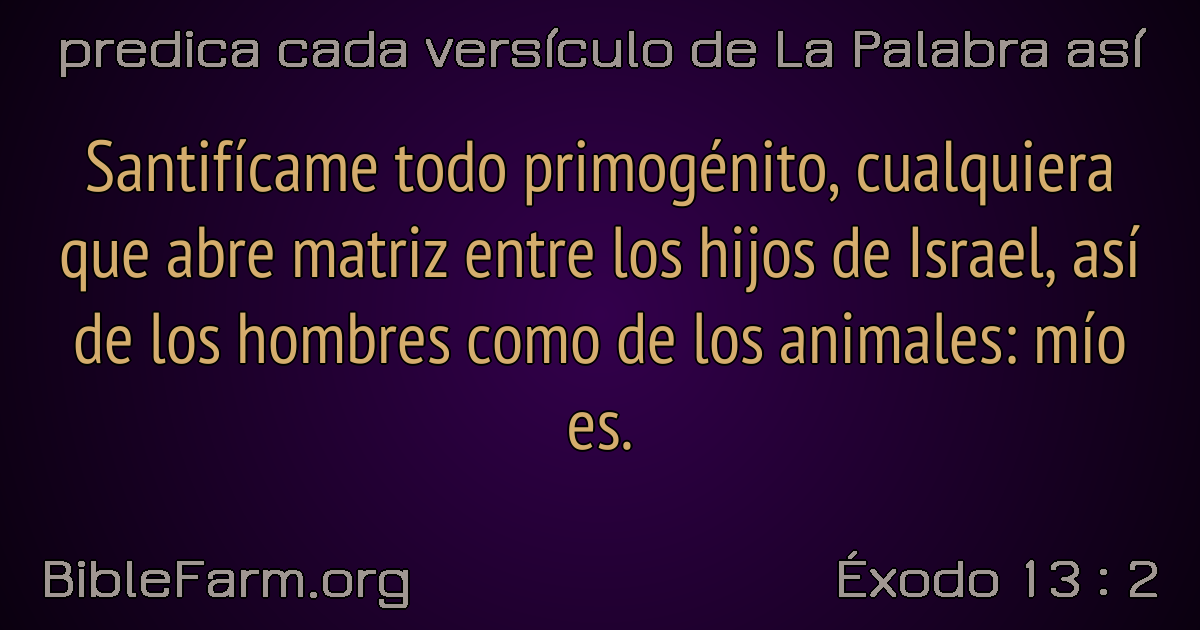 predica cada versículo de La Palabra así
Santifícame todo primogénito, cualquiera
que abre matriz entre los hijos de Israel, así
de los hombres como de los animales: mío
es.
BibleFarm.org
Éxodo 13 : 2